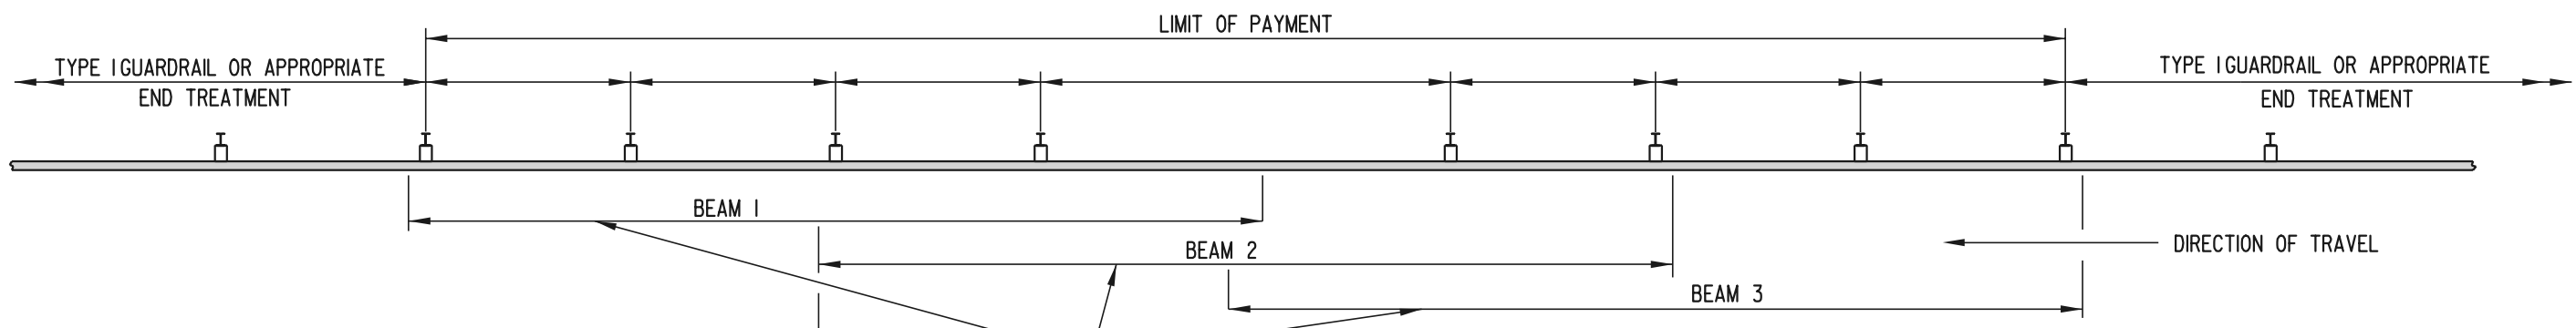 LIMIT OF PAYMENT
TYPE I GUARDRAIL OR APPROPRIATE
END TREATMENT
TYPE I GUARDRAIL OR APPROPRIATE
END TREATMENT
BEAM 1
BEAM 2
DIRECTION OF TRAVEL
BEAM 3